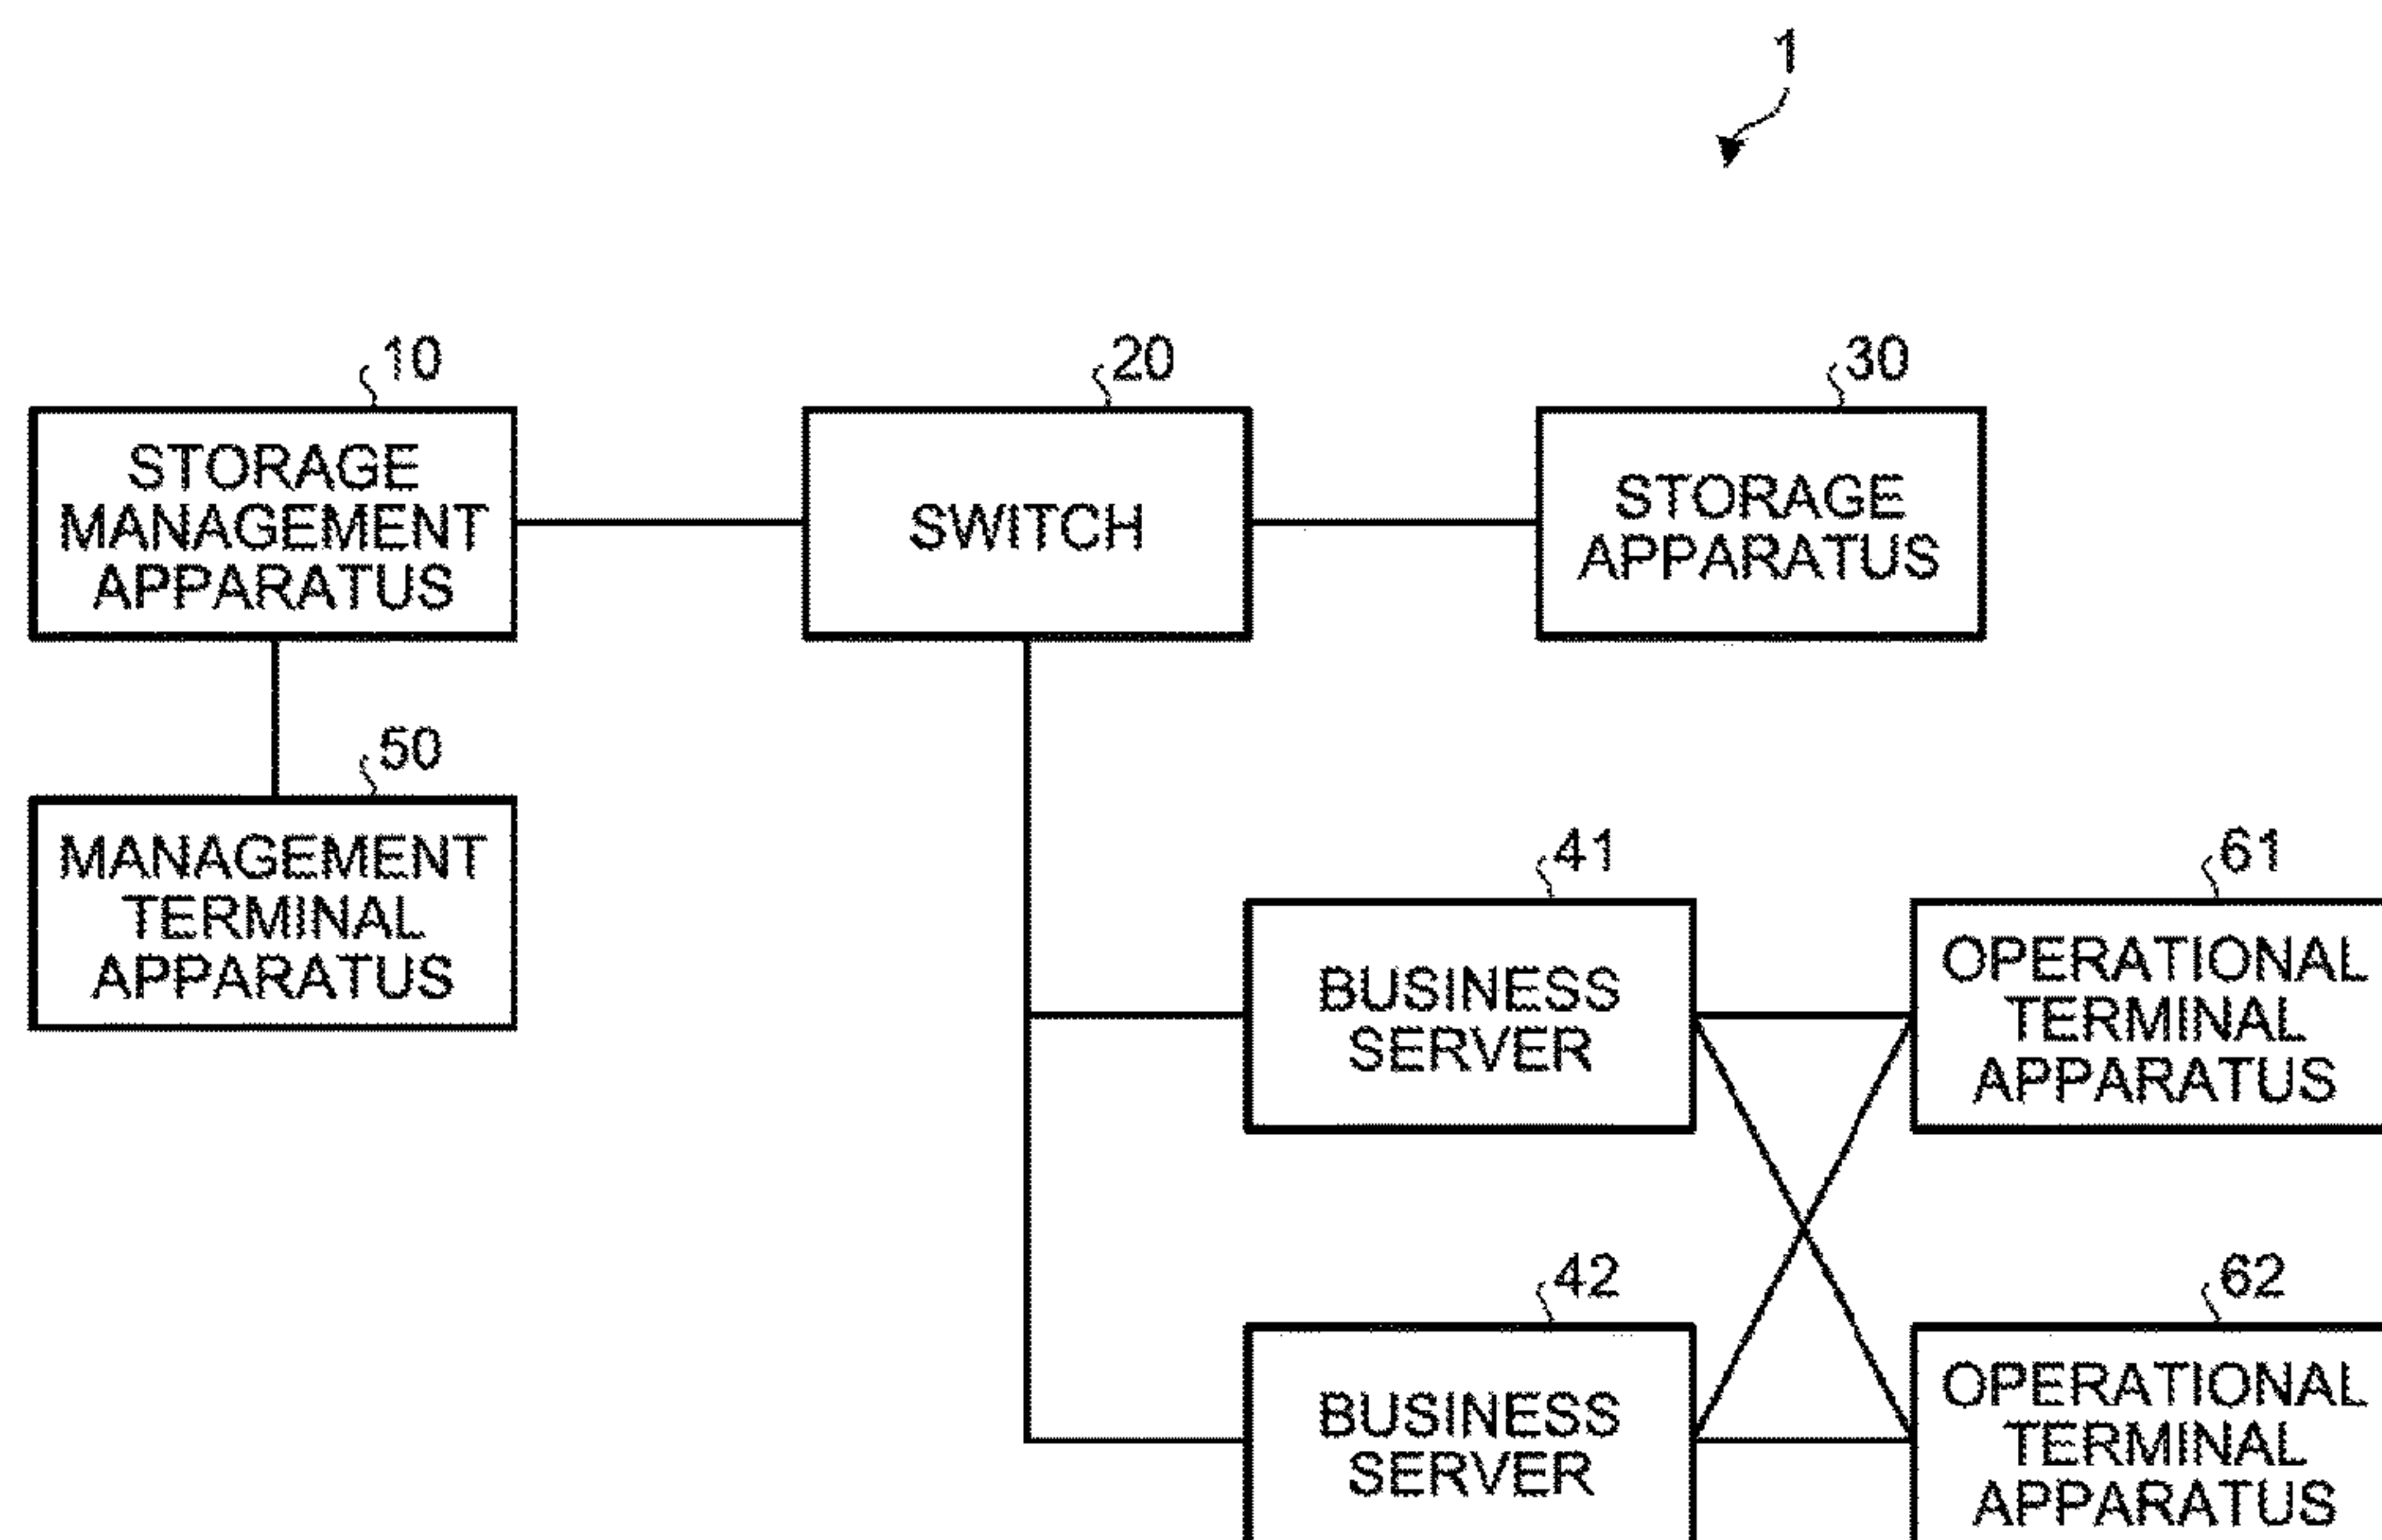 1
10
STORAGE
MANAGEMENT
APPARATUS
20
SWITCH
30
STORAGE
APPARATUS
50
MANAGEMENT
TERMINAL
APPARATUS
41
BUSINESS
SERVER
61
OPERATIONAL
TERMINAL
APPARATUS
42
BUSINESS
SERVER
62
OPERATIONAL
TERMINAL
APPARATUS